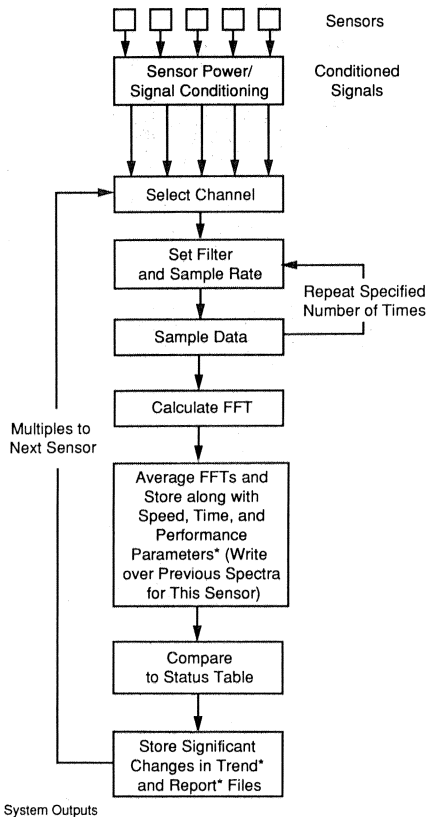 Sensors
Sensor Power/
Signal Conditioning
Conditioned
Signals
Select Channel
Set Filter
and Sample Rate
Repeat Specified
Number of Times
Sample Data
Calculate FFT
Multiples to
Next Sensor
Average FFTs and
Store along with
Speed, Time, and
Performance
Parameters* (Write
over Previous Spectra
for This Sensor)
Compare
to Status Table
Store Significant
Changes in Trend*
and Report* Files
System Outputs